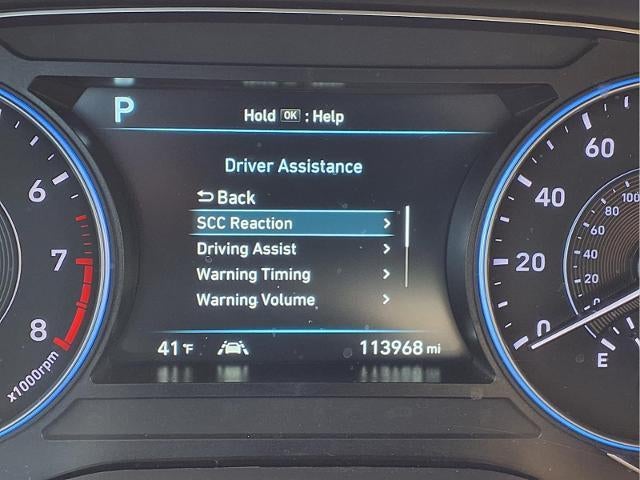 P
Hold OK : Help
Driver Assistance
Back
SCC Reaction >
Driving Assist >
Warning Timing >
Warning Volume >
41°F
113968 mi
6
7
8
x1000rpm
60
40
20
0
100
80
60
40
20
0
E